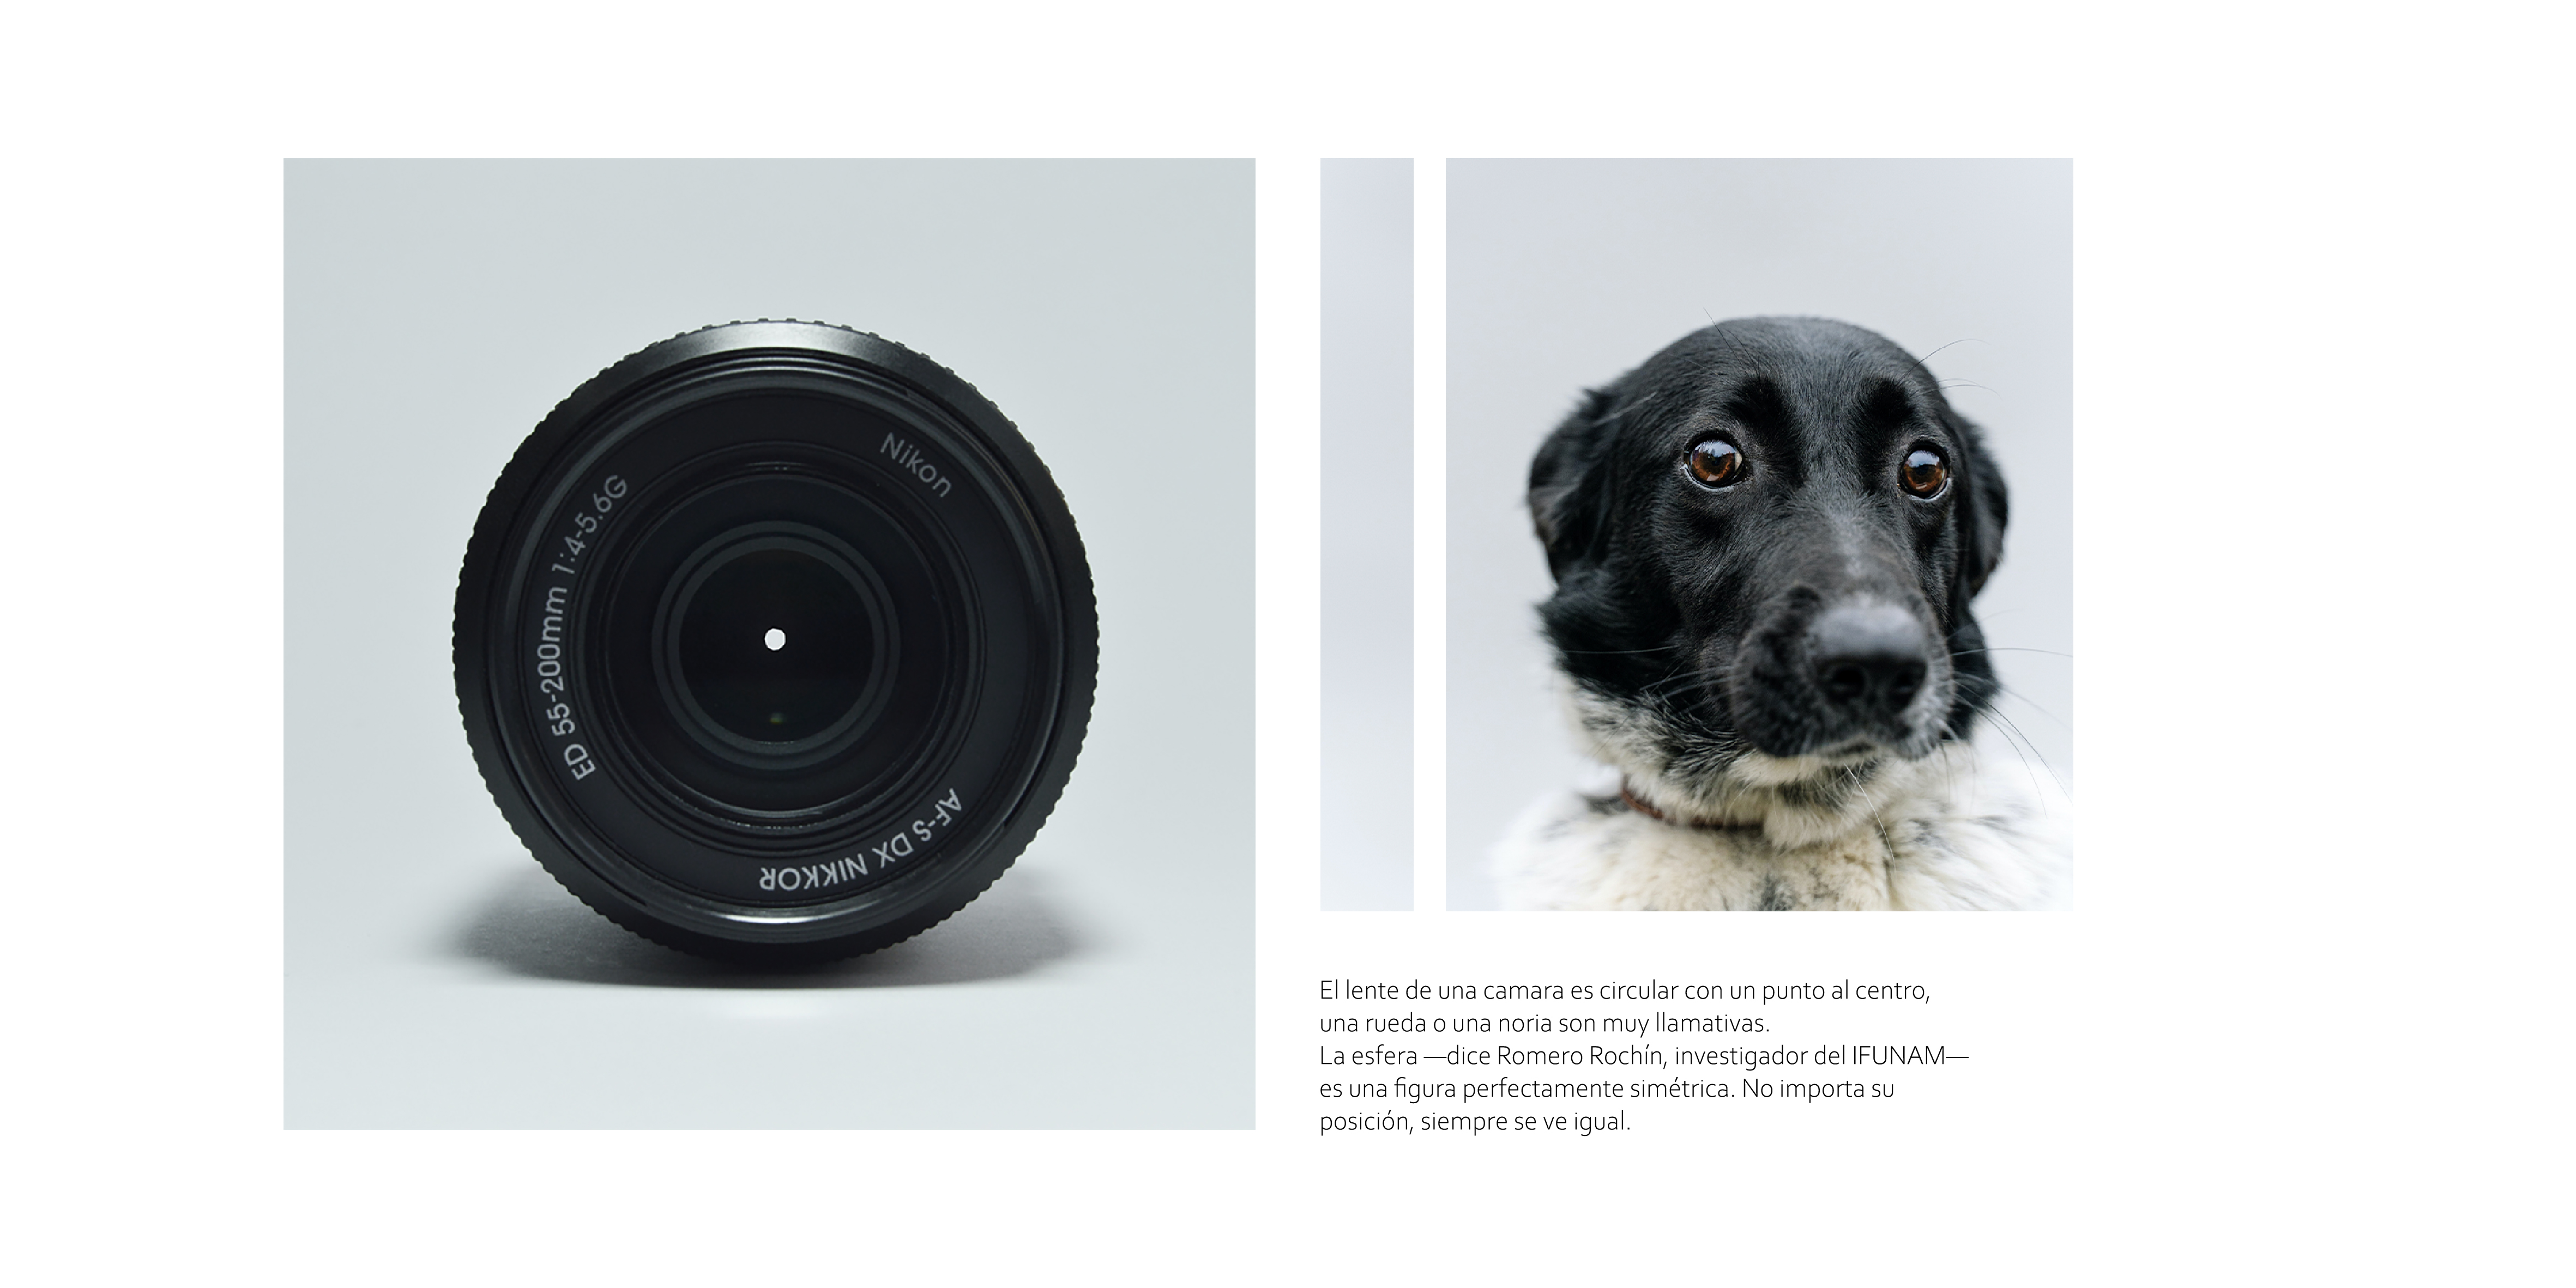 Nikon
ED 55-200mm 1:4-5.6G
AF-S DX NIKKOR
El lente de una camara es circular con un punto al centro,
una rueda o una noria son muy llamativas.
La esfera —dice Romero Rochín, investigador del IFUNAM—
es una figura perfectamente simétrica. No importa su
posición, siempre se ve igual.